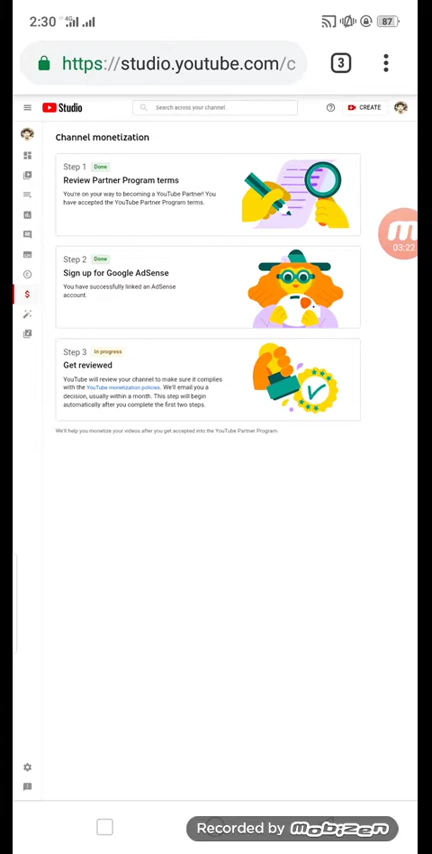 2:30
4G
87
https://studio.youtube.com/c
3
Studio
Search across your channel
CREATE
Channel monetization
Step 1 Done
Review Partner Program terms
You're on your way to becoming a YouTube Partner! You
have accepted the YouTube Partner Program terms.
03:22
Step 2 Done
Sign up for Google AdSense
You have successfully linked an AdSense
account.
Step 3 In progress
Get reviewed
YouTube will review your channel to make sure it complies
with the YouTube monetization policies. We'll email you a
decision, usually within a month. This step will begin
automatically after you complete the first two steps.
We'll help you monetize your videos after you get accepted into the YouTube Partner Program.
Recorded by mobizen